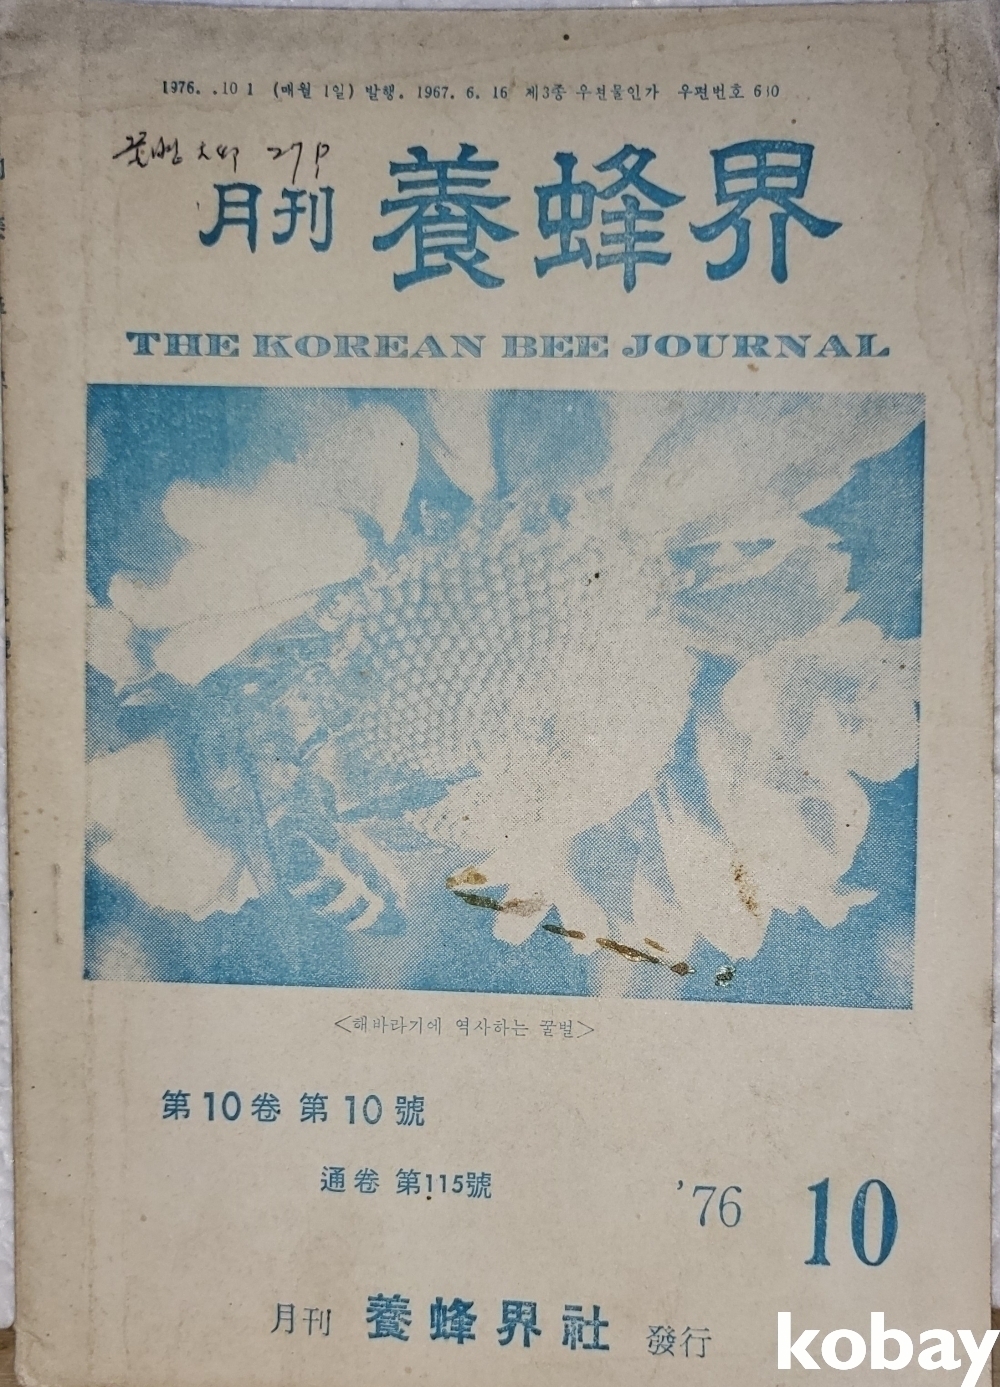 1976. .10 1 (매월 1일) 발행. 1967. 6. 16 제3종 우편물인가 우편번호 610
27P
月刊 養蜂界
THE KOREAN BEE JOURNAL
<해바라기에 역사하는 꿀벌>
第10卷 第10號
通卷 第115號
'76 10
月刊 養蜂界社 發行
kobay